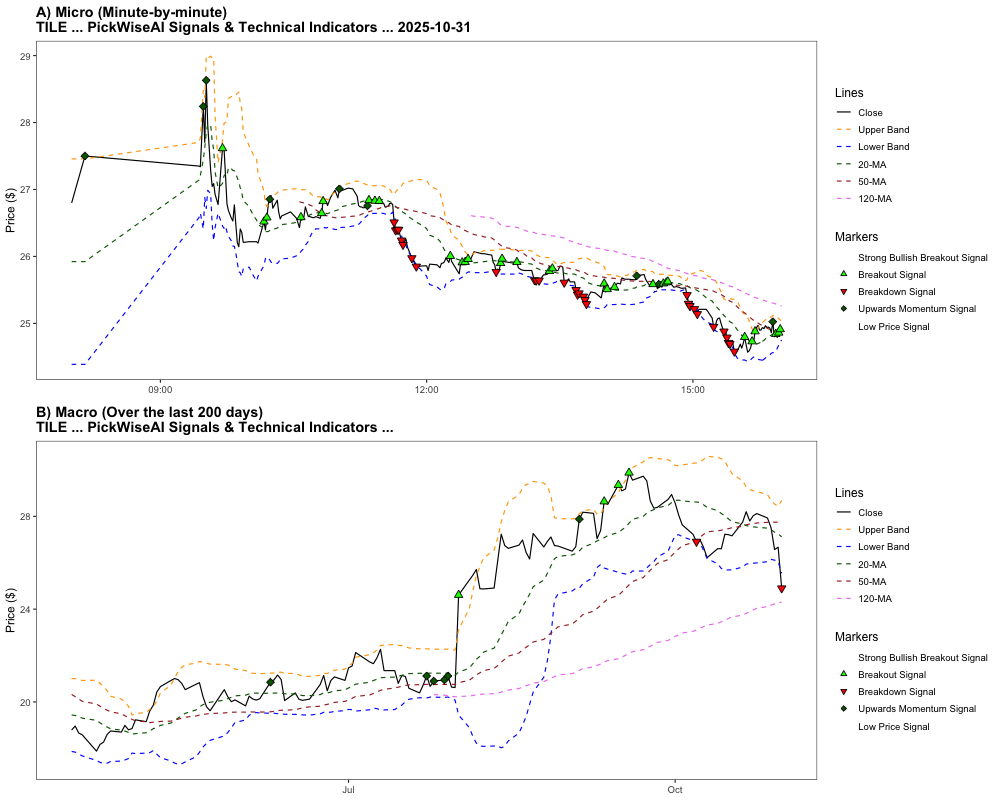 A) Micro (Minute-by-minute)
TILE ... PickWiseAI Signals & Technical Indicators ... 2025-10-31
Price ($)
29
28
27
26
25
09:00
12:00
15:00
Lines
Close
Upper Band
Lower Band
20-MA
50-MA
120-MA
Markers
Strong Bullish Breakout Signal
Breakout Signal
Breakdown Signal
Upwards Momentum Signal
Low Price Signal
B) Macro (Over the last 200 days)
TILE ... PickWiseAI Signals & Technical Indicators ...
Price ($)
28
24
20
Jul
Oct
Lines
Close
Upper Band
Lower Band
20-MA
50-MA
120-MA
Markers
Strong Bullish Breakout Signal
Breakout Signal
Breakdown Signal
Upwards Momentum Signal
Low Price Signal